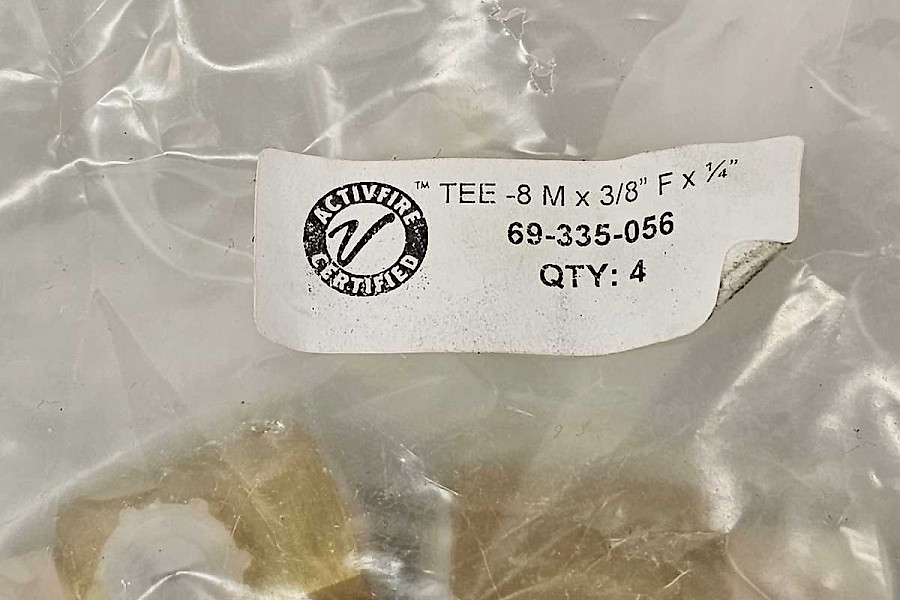 ACTIVFIRE
CERTIFIED
™
TEE -8 M x 3/8" F x 1/4"
69-335-056
QTY: 4